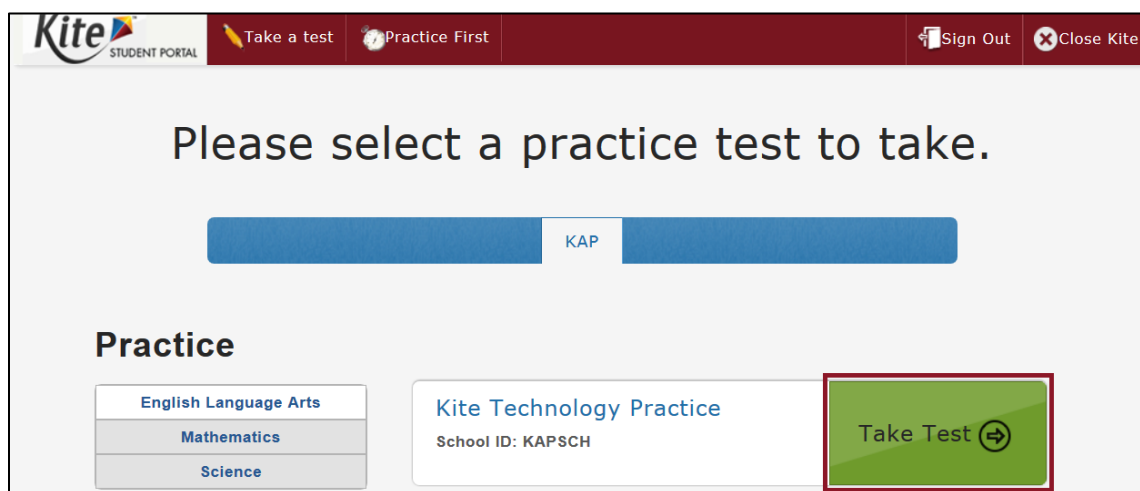 Kite STUDENT PORTAL
Take a test
Practice First
Sign Out
Close Kite
Please select a practice test to take.
KAP
Practice
English Language Arts
Mathematics
Science
Kite Technology Practice
School ID: KAPSCH
Take Test